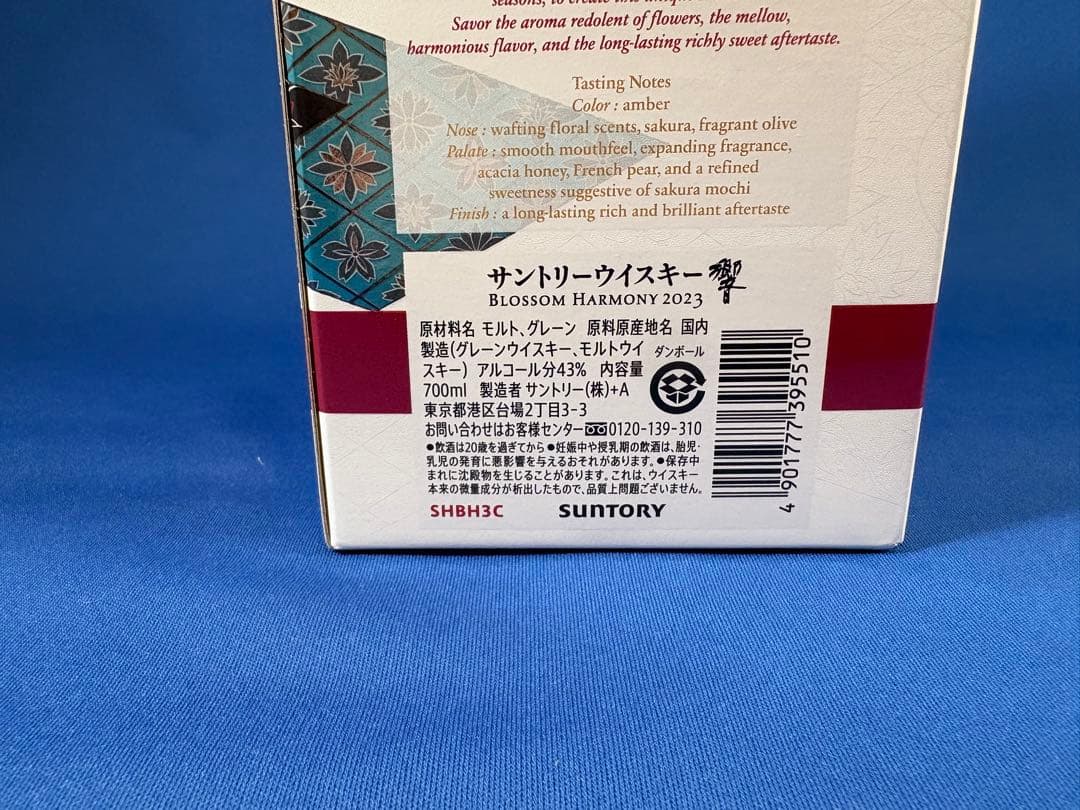 seasons, to create this unique
Savor the aroma redolent of flowers, the mellow,
harmonious flavor, and the long-lasting richly sweet aftertaste.
Tasting Notes
Color : amber
Nose : wafting floral scents, sakura, fragrant olive
Palate : smooth mouthfeel, expanding fragrance,
acacia honey, French pear, and a refined
sweetness suggestive of sakura mochi
Finish : a long-lasting rich and brilliant aftertaste
サントリーウイスキー 響
BLOSSOM HARMONY 2023
原材料名 モルト、グレーン 原料原産地名 国内
製造(グレーンウイスキー、モルトウイ
スキー) アルコール分43% 内容量
700ml 製造者 サントリー(株)+A
東京都港区台場2丁目3-3
ダンボール
お問い合わせはお客様センター 0120-139-310
●飲酒は20歳を過ぎてから ●妊娠中や授乳期の飲酒は、胎児・
乳児の発育に悪影響を与えるおそれがあります。●保存中
まれに沈殿物を生じることがあります。これは、ウイスキー
本来の微量成分が析出したもので、品質上問題ございません。
SHBH3C SUNTORY
4 901777 395510